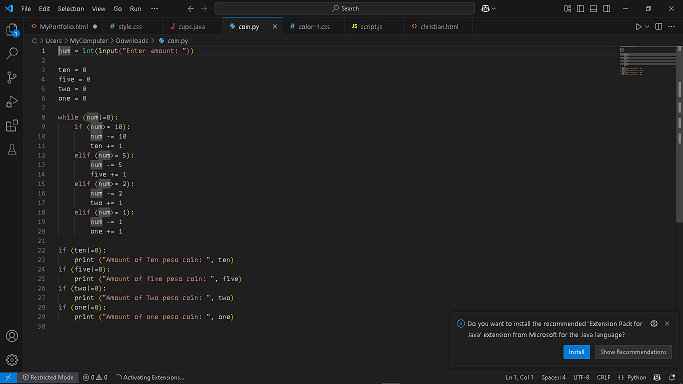 File Edit Selection View Go Run ··· Search
MyPortfolio.html style.css cups.java coin.py color-1.css script.js christian.html
C: > Users > MyComputer > Downloads > coin.py
1 num = int(input("Enter amount: "))
2
3 ten = 0
4 five = 0
5 two = 0
6 one = 0
7
8 while (num!=0):
9 if (num>= 10):
10 num -= 10
11 ten += 1
12 elif (num>= 5):
13 num -= 5
14 five += 1
15 elif (num>= 2):
16 num -= 2
17 two += 1
18 elif (num>= 1):
19 num -= 1
20 one += 1
21
22 if (ten!=0):
23 print ("Amount of Ten peso coin: ", ten)
24 if (five!=0):
25 print ("Amount of five peso coin: ", five)
26 if (two!=0):
27 print ("Amount of Two peso coin: ", two)
28 if (one!=0):
29 print ("Amount of one peso coin: ", one)
30
Do you want to install the recommended 'Extension Pack for
Java' extension from Microsoft for the Java language?
Install Show Recommendations
Restricted Mode 0 0 Activating Extensions... Ln 1, Col 1 Spaces: 4 UTF-8 CRLF {} Python